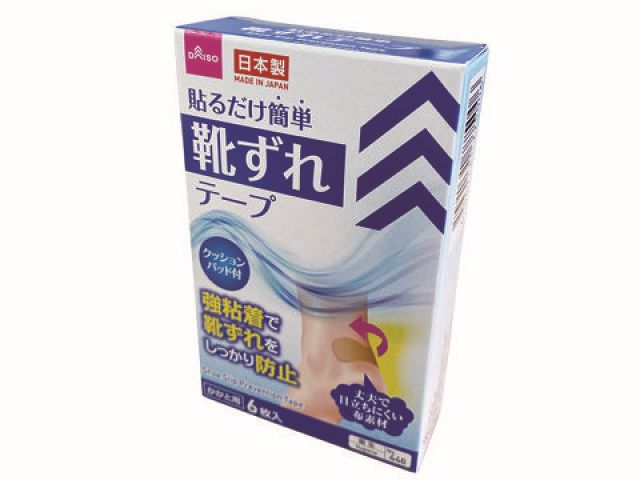 DAISO
日本製
MADE IN JAPAN
貼るだけ簡単
靴ずれ
テープ
クッション
パッド付
強粘着で
靴ずれを
しっかり防止
Shoe Slip Prevention Tape
かかと用 6枚入
丈夫で
目立ちにくい
布素材